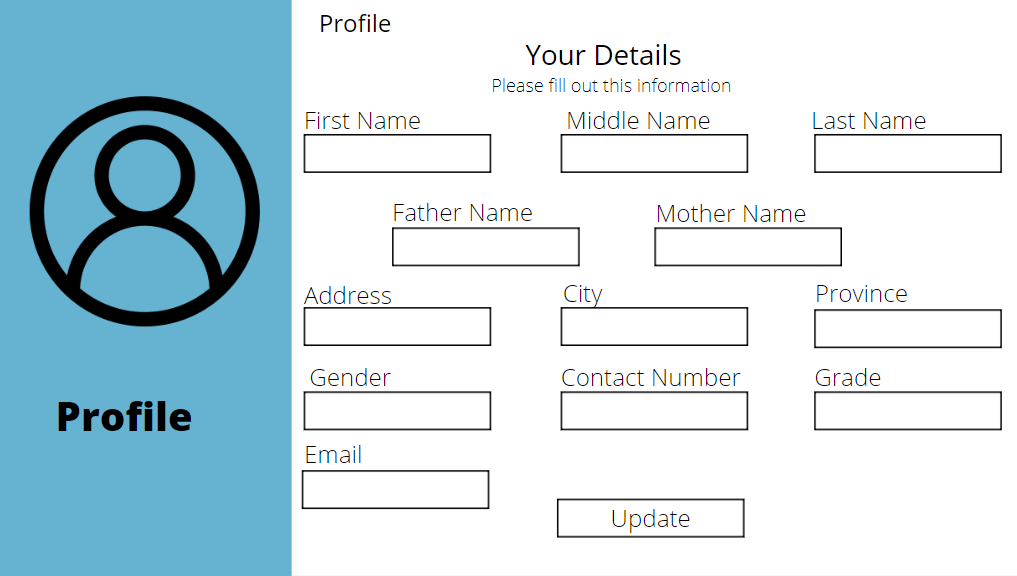 Profile
Your Details
Please fill out this information
First Name Middle Name Last Name
Father Name Mother Name
Address City Province
Gender Contact Number Grade
Profile
Email
Update